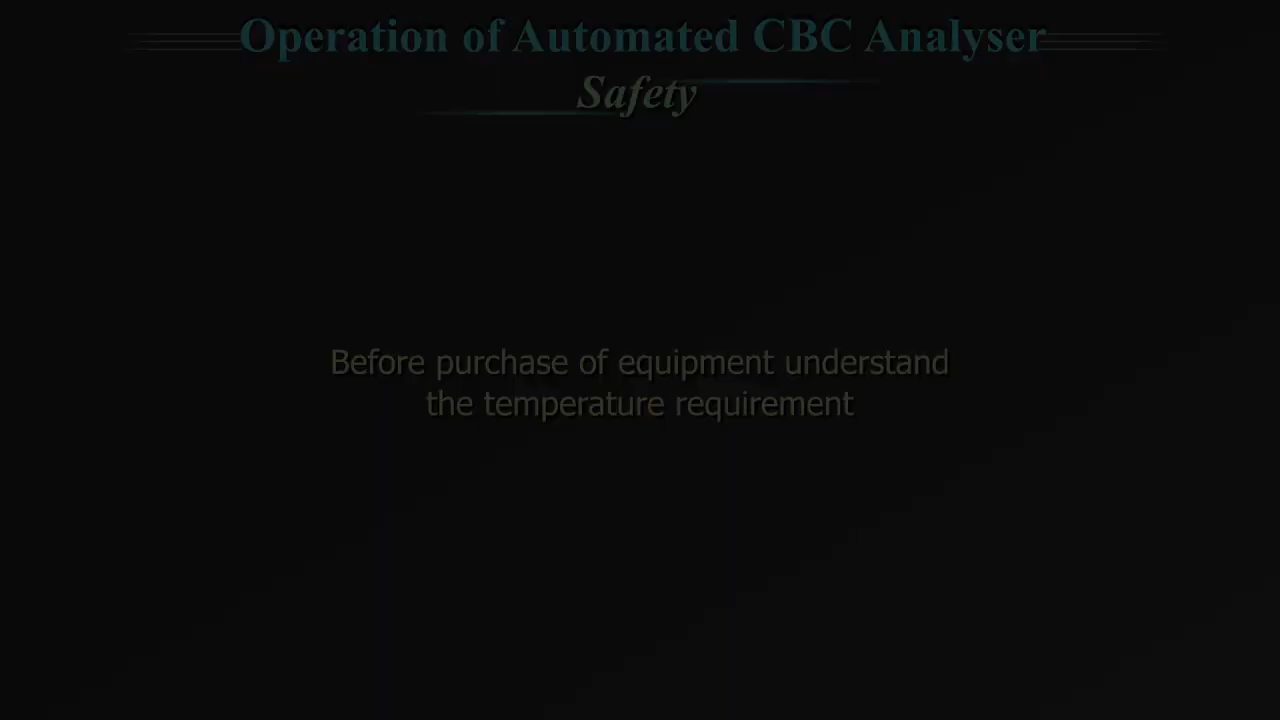 Operation of Automated CBC Analyser
Safety
Before purchase of equipment understand
the temperature requirement